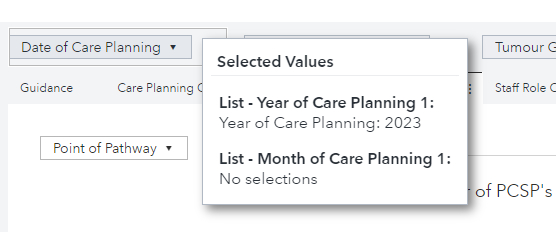 Date of Care Planning
Tumour G
Selected Values
Guidance
Care Planning
Staff Role
List - Year of Care Planning 1:
Year of Care Planning: 2023
Point of Pathway
List - Month of Care Planning 1:
No selections
of PCSP's